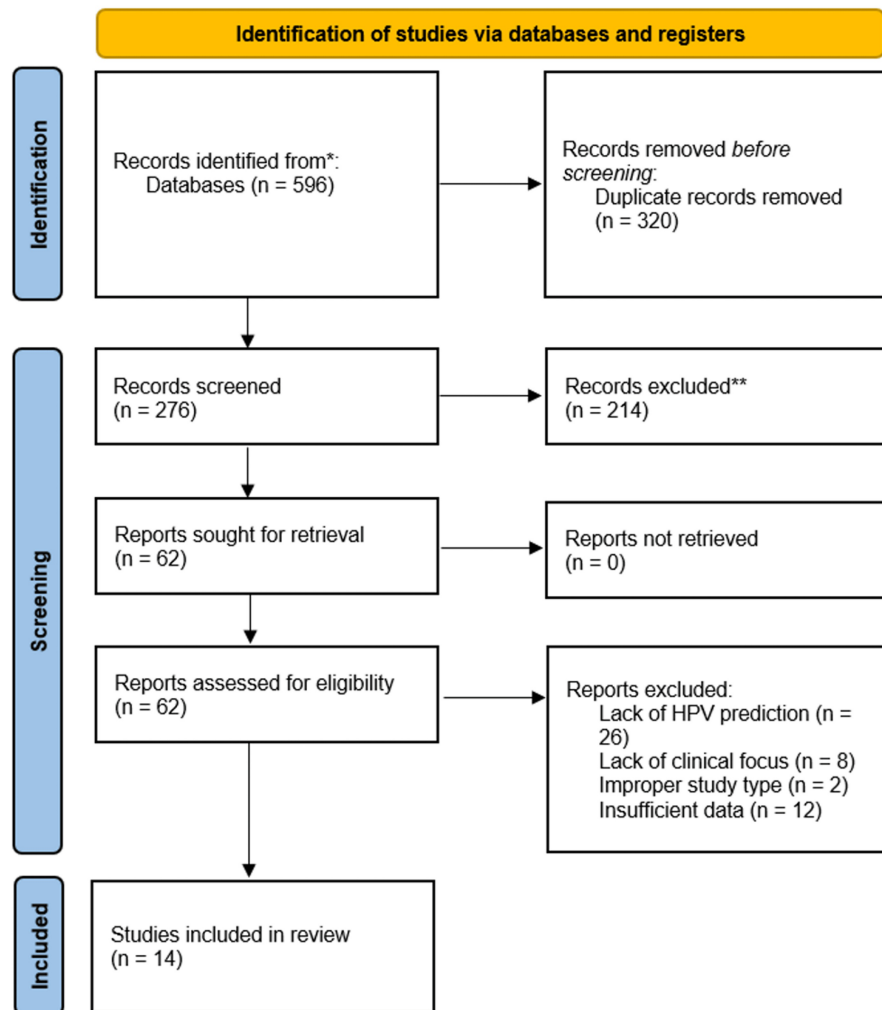 Identification of studies via databases and registers
Identification
Records identified from*:
Databases (n = 596)
Records removed before
screening:
Duplicate records removed
(n = 320)
Screening
Records screened
(n = 276)
Records excluded**
(n = 214)
Reports sought for retrieval
(n = 62)
Reports not retrieved
(n = 0)
Reports assessed for eligibility
(n = 62)
Reports excluded:
Lack of HPV prediction (n =
26)
Lack of clinical focus (n = 8)
Improper study type (n = 2)
Insufficient data (n = 12)
Included
Studies included in review
(n = 14)